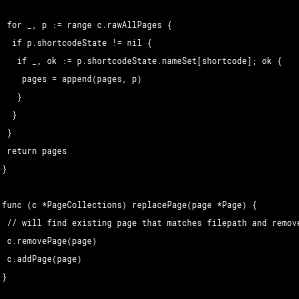 for _, p := range c.rawAllPages {
if p.shortcodeState != nil {
if _, ok := p.shortcodeState.nameSet[shortcode]; ok {
pages = append(pages, p)
}
}
}
return pages
}
func (c *PageCollections) replacePage(page *Page) {
// will find existing page that matches filepath and remove
c.removePage(page)
c.addPage(page)
}